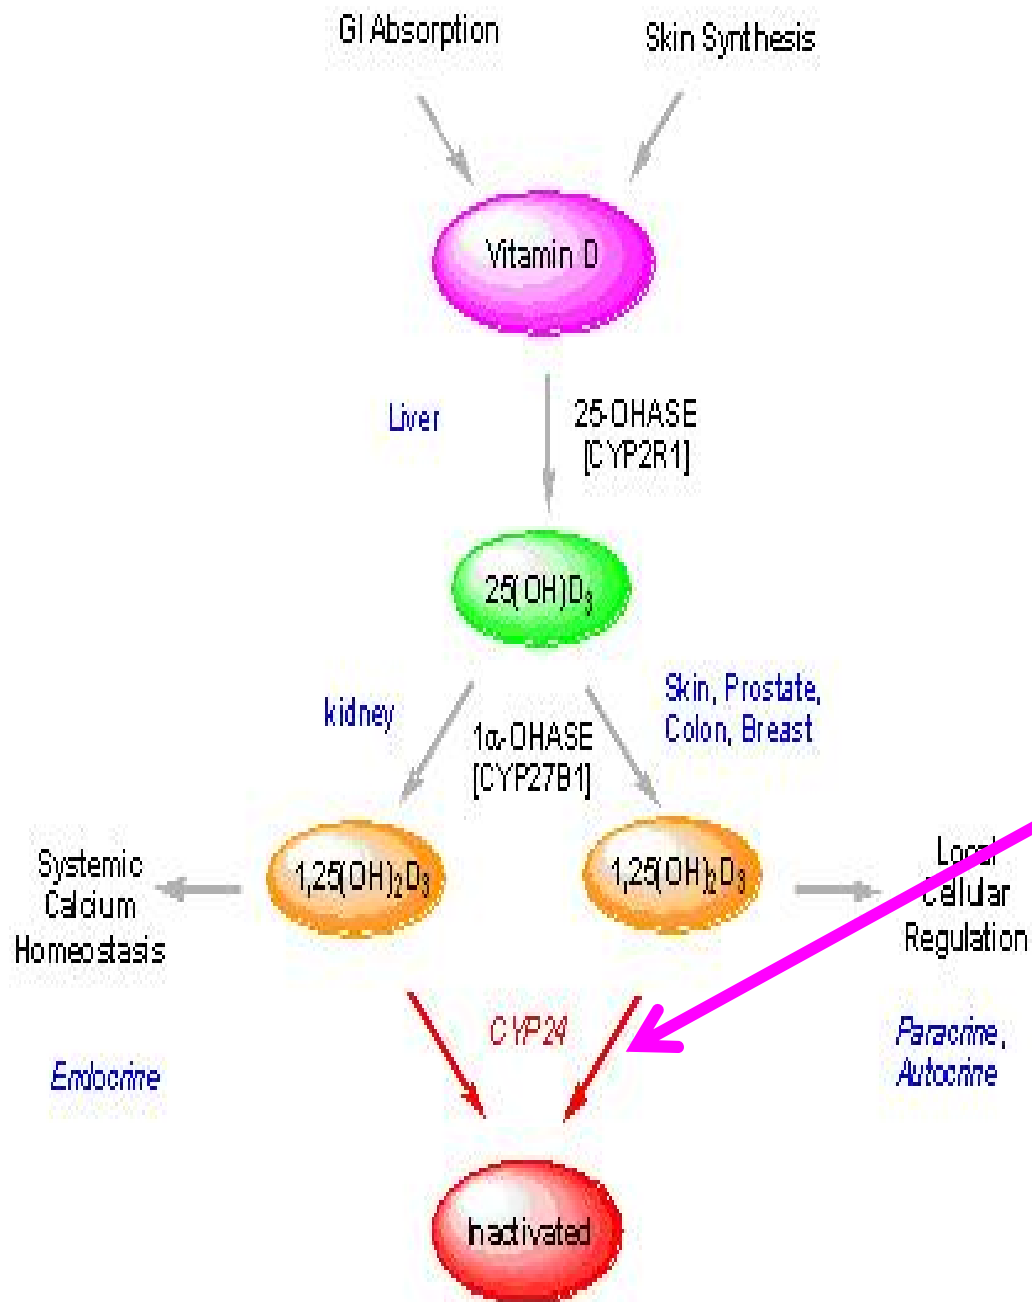 GI Absorption
Skin Synthesis
Vitamin D
Liver
25-OHASE
[CYP2R1]
25(OH)D₃
kidney
1α-OHASE
[CYP27B1]
Skin, Prostate,
Colon, Breast
Systemic
Calcium
Homeostasis
1,25(OH)₂D₃
1,25(OH)₂D₃
Local
Cellular
Regulation
CYP24
Endocrine
Paracrine,
Autocrine
Inactivated